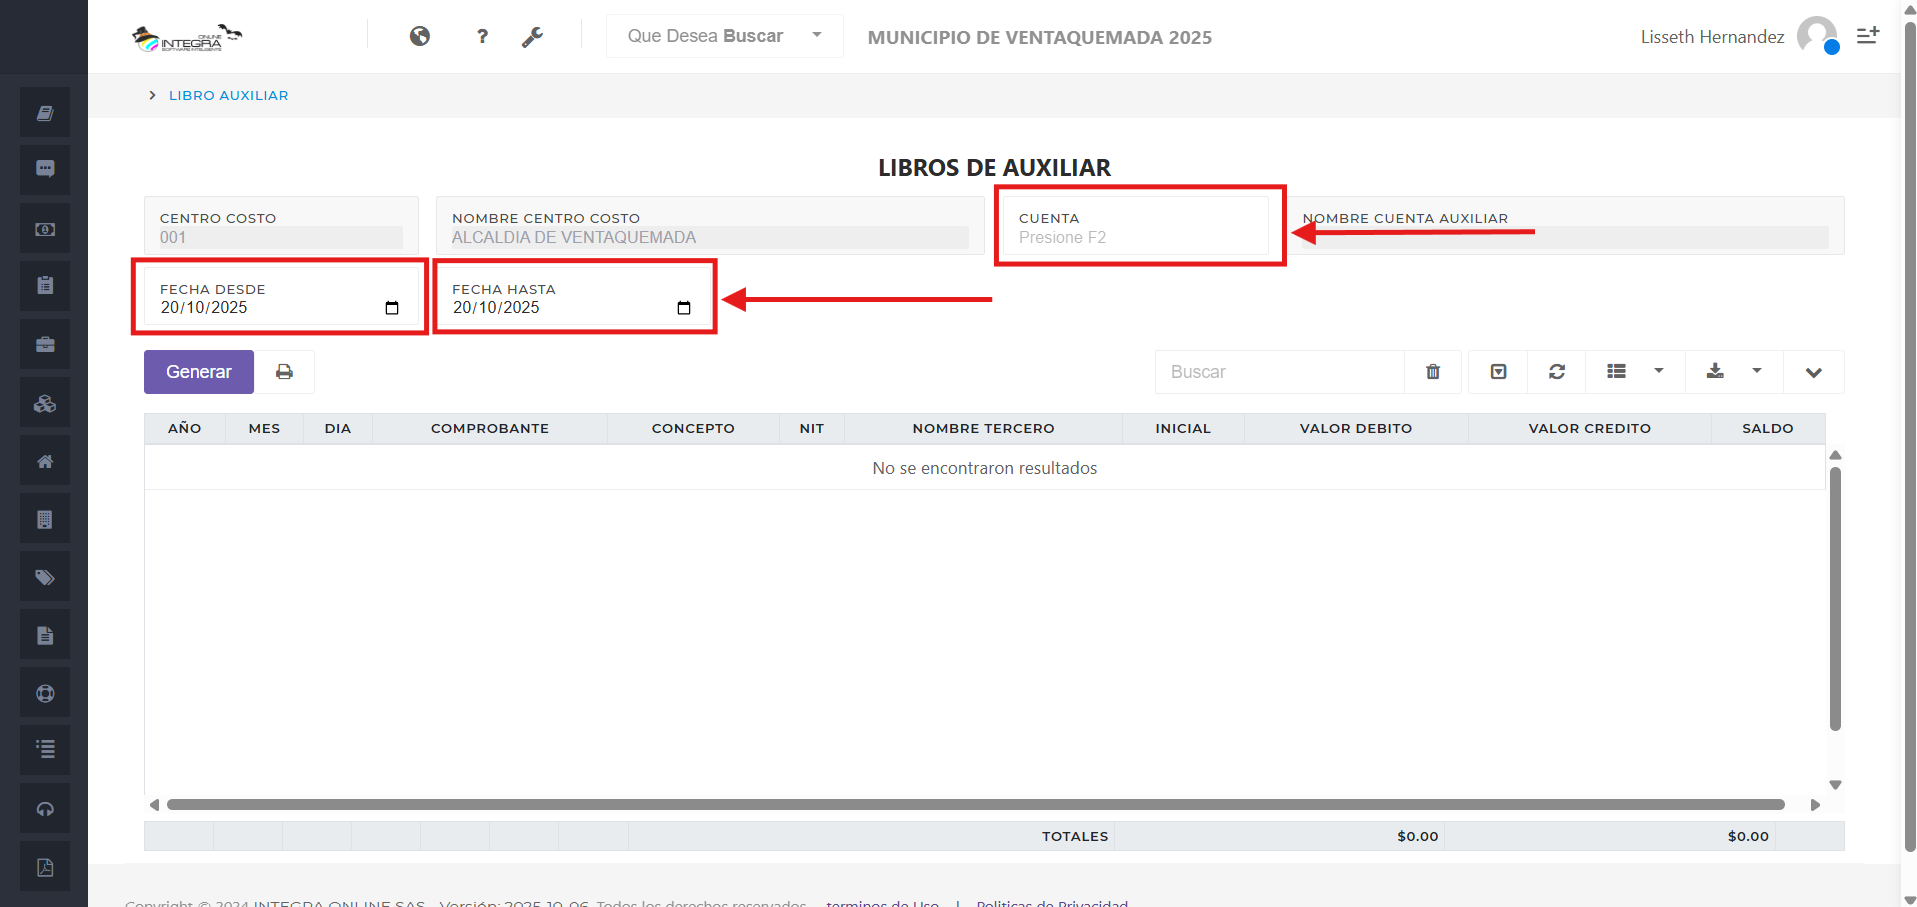 ONLINE
INTEGRA
?
Que Desea Buscar
MUNICIPIO DE VENTAQUEMADA 2025
Lisseth Hernandez
LIBRO AUXILIAR
LIBROS DE AUXILIAR
CENTRO COSTO
001
NOMBRE CENTRO COSTO
ALCALDIA DE VENTAQUEMADA
CUENTA
Presione F2
NOMBRE CUENTA AUXILIAR
FECHA DESDE
20/10/2025
FECHA HASTA
20/10/2025
Generar
Buscar
AÑO MES DIA COMPROBANTE CONCEPTO NIT NOMBRE TERCERO INICIAL VALOR DEBITO VALOR CREDITO SALDO
No se encontraron resultados
TOTALES $0.00 $0.00
Copyright © 2024 INTEGRA ONLINE SAS - Versión: 2025.10.06. Todos los derechos reservados. terminos de Uso | Politicas de Privacidad